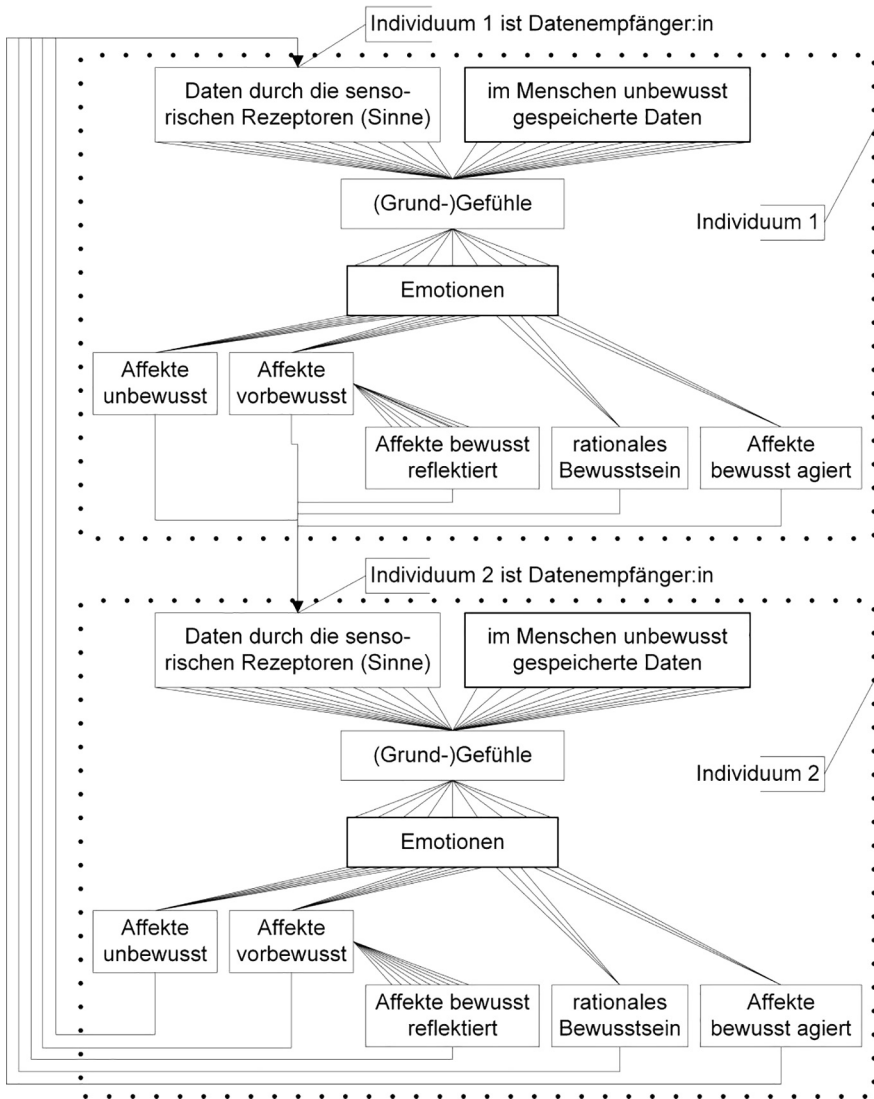 Individuum 1 ist Datenempfänger:in
Daten durch die senso-
rischen Rezeptoren (Sinne)
im Menschen unbewusst
gespeicherte Daten
(Grund-)Gefühle
Individuum 1
Emotionen
Affekte
unbewusst
Affekte
vorbewusst
Affekte bewusst
reflektiert
rationales
Bewusstsein
Affekte
bewusst agiert
Individuum 2 ist Datenempfänger:in
Daten durch die senso-
rischen Rezeptoren (Sinne)
im Menschen unbewusst
gespeicherte Daten
(Grund-)Gefühle
Individuum 2
Emotionen
Affekte
unbewusst
Affekte
vorbewusst
Affekte bewusst
reflektiert
rationales
Bewusstsein
Affekte
bewusst agiert